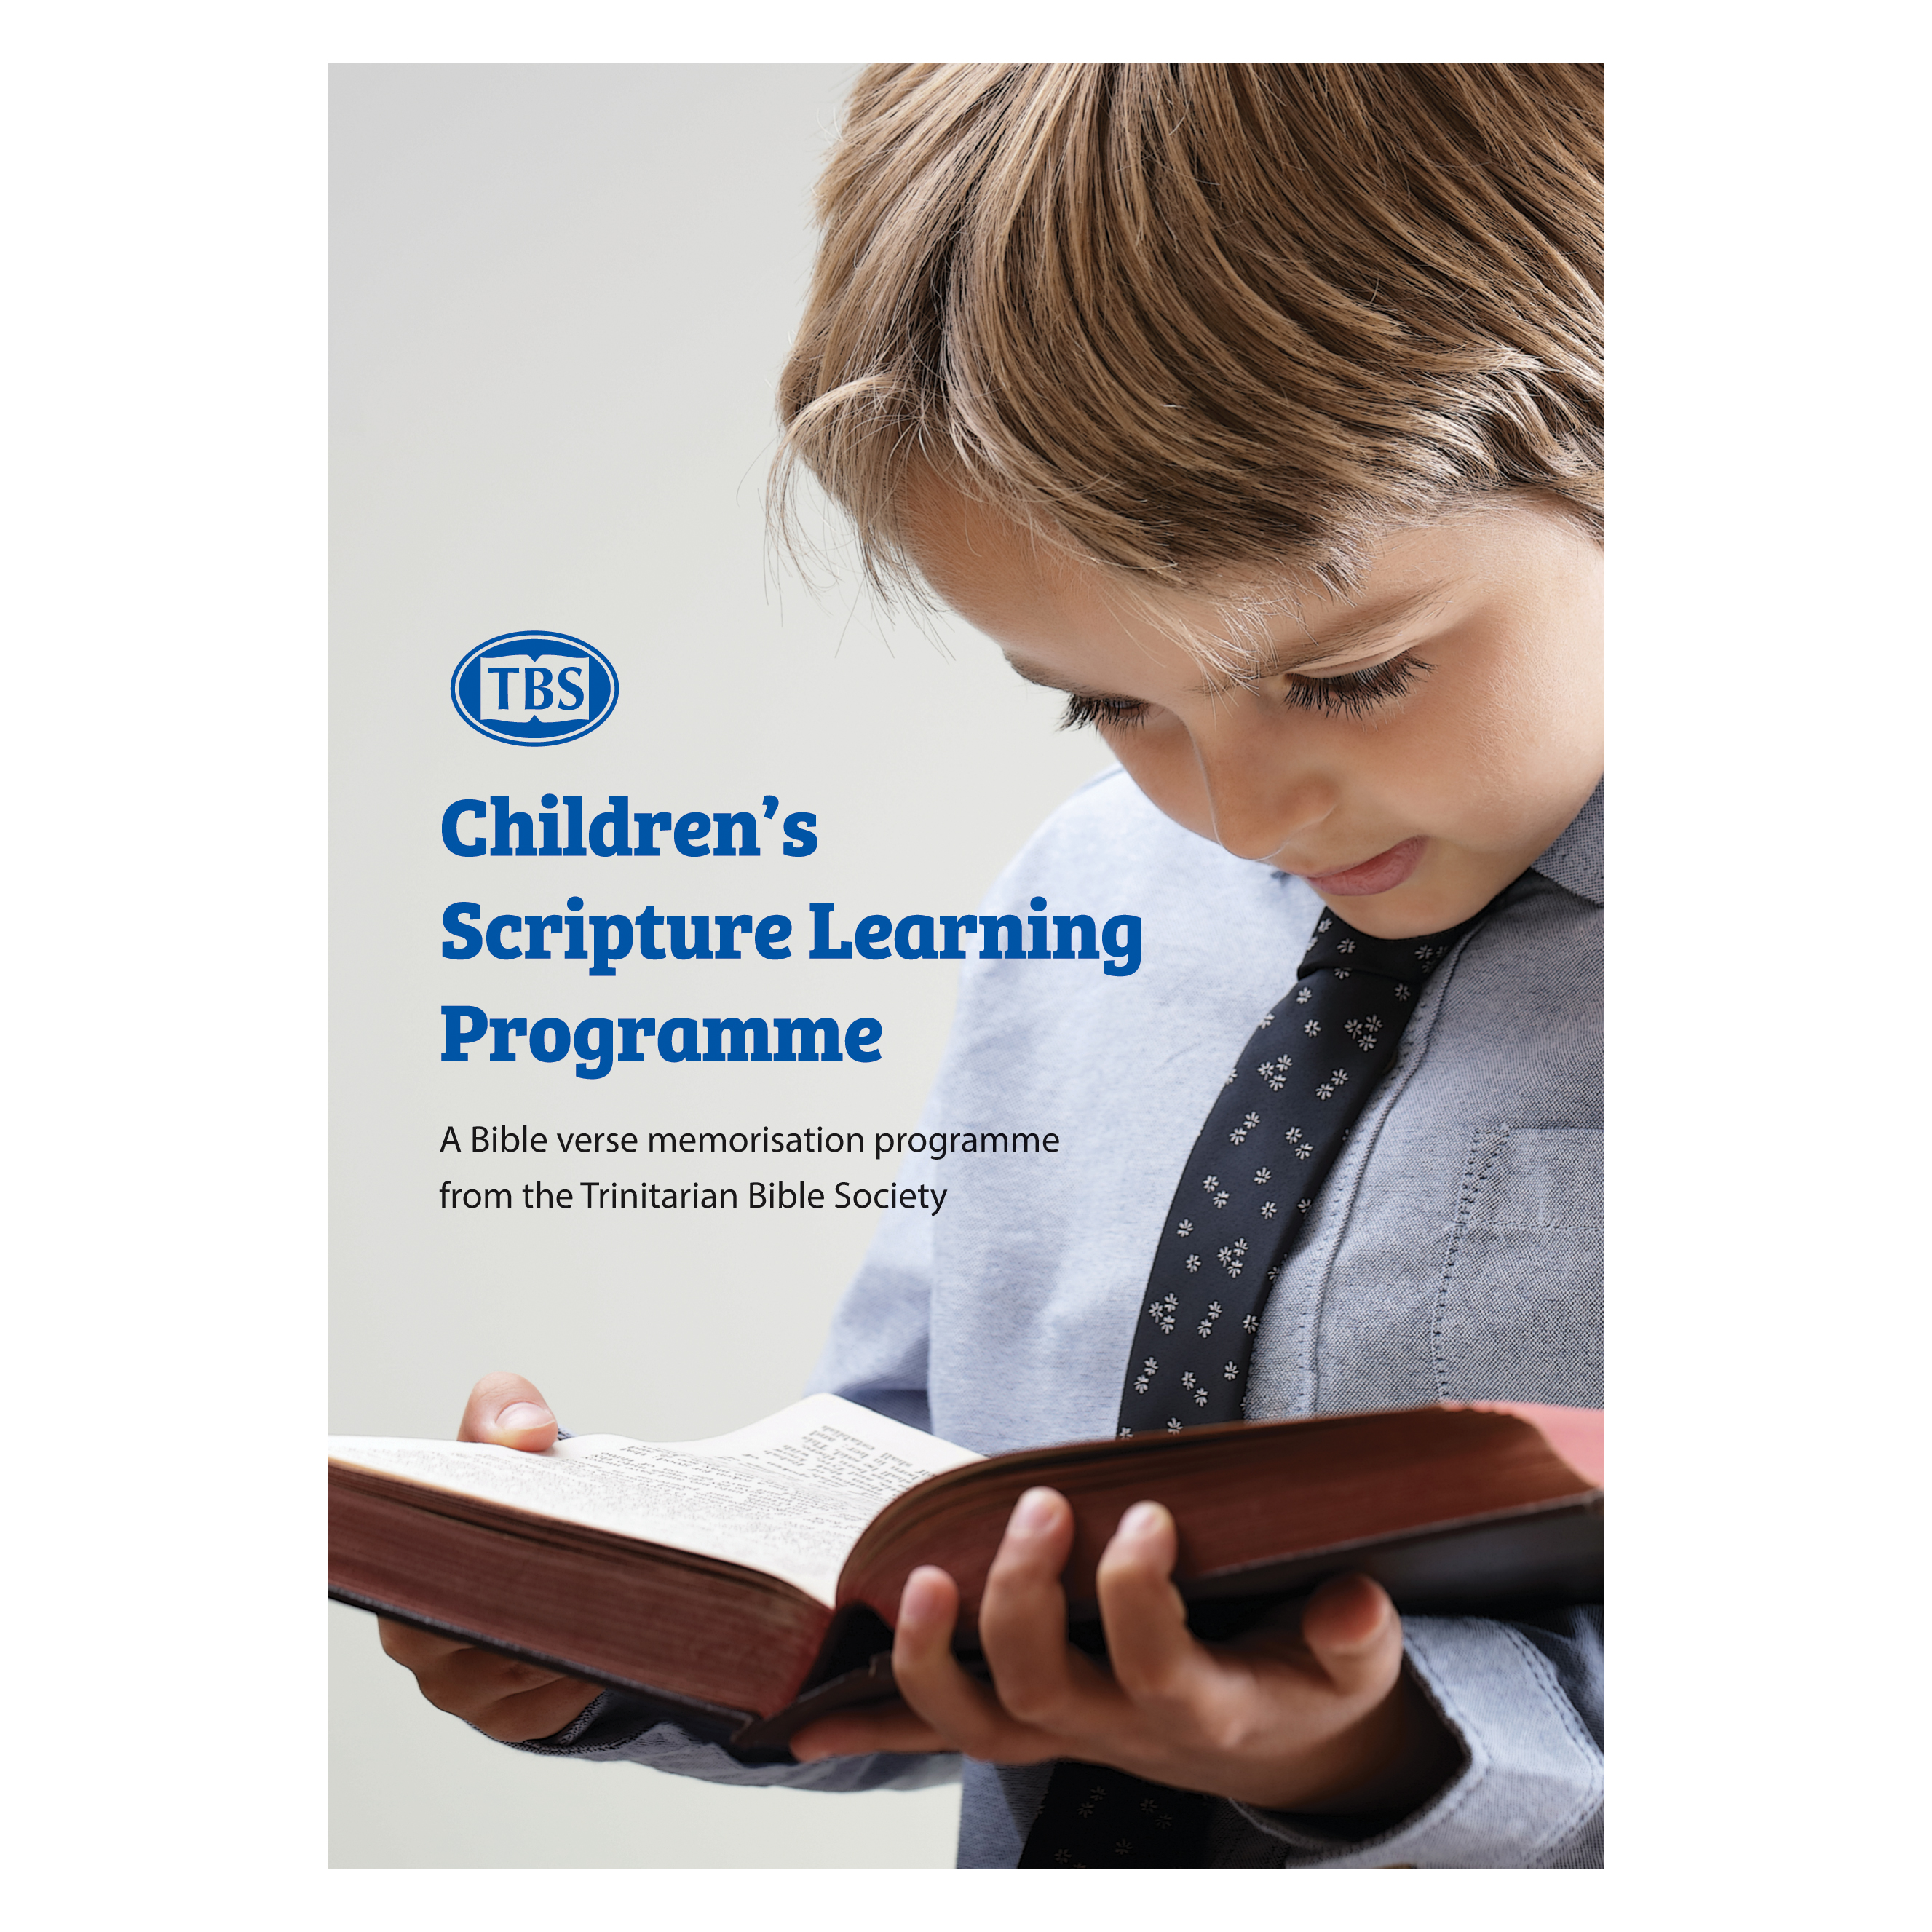 TBS
Children’s
Scripture Learning
Programme
A Bible verse memorisation programme
from the Trinitarian Bible Society